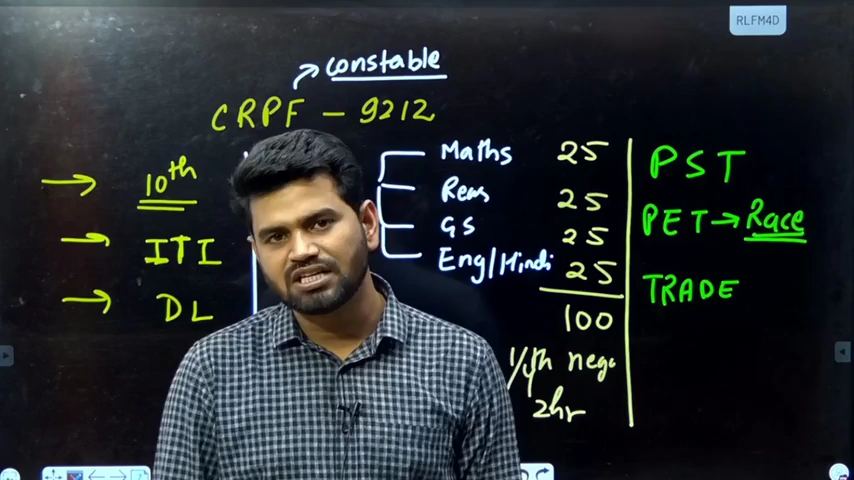 RLFM4D
constable
CRPF - 9212
10th
ITI
DL
Maths 25
Reas 25
GS 25
Eng/Hindi 25
100
1/4th nega
2hr
PST
PET → Race
TRADE